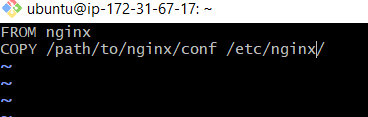 ubuntu@ip-172-31-67-17: ~
FROM nginx
COPY /path/to/nginx/conf /etc/nginx/
~
~
~
~